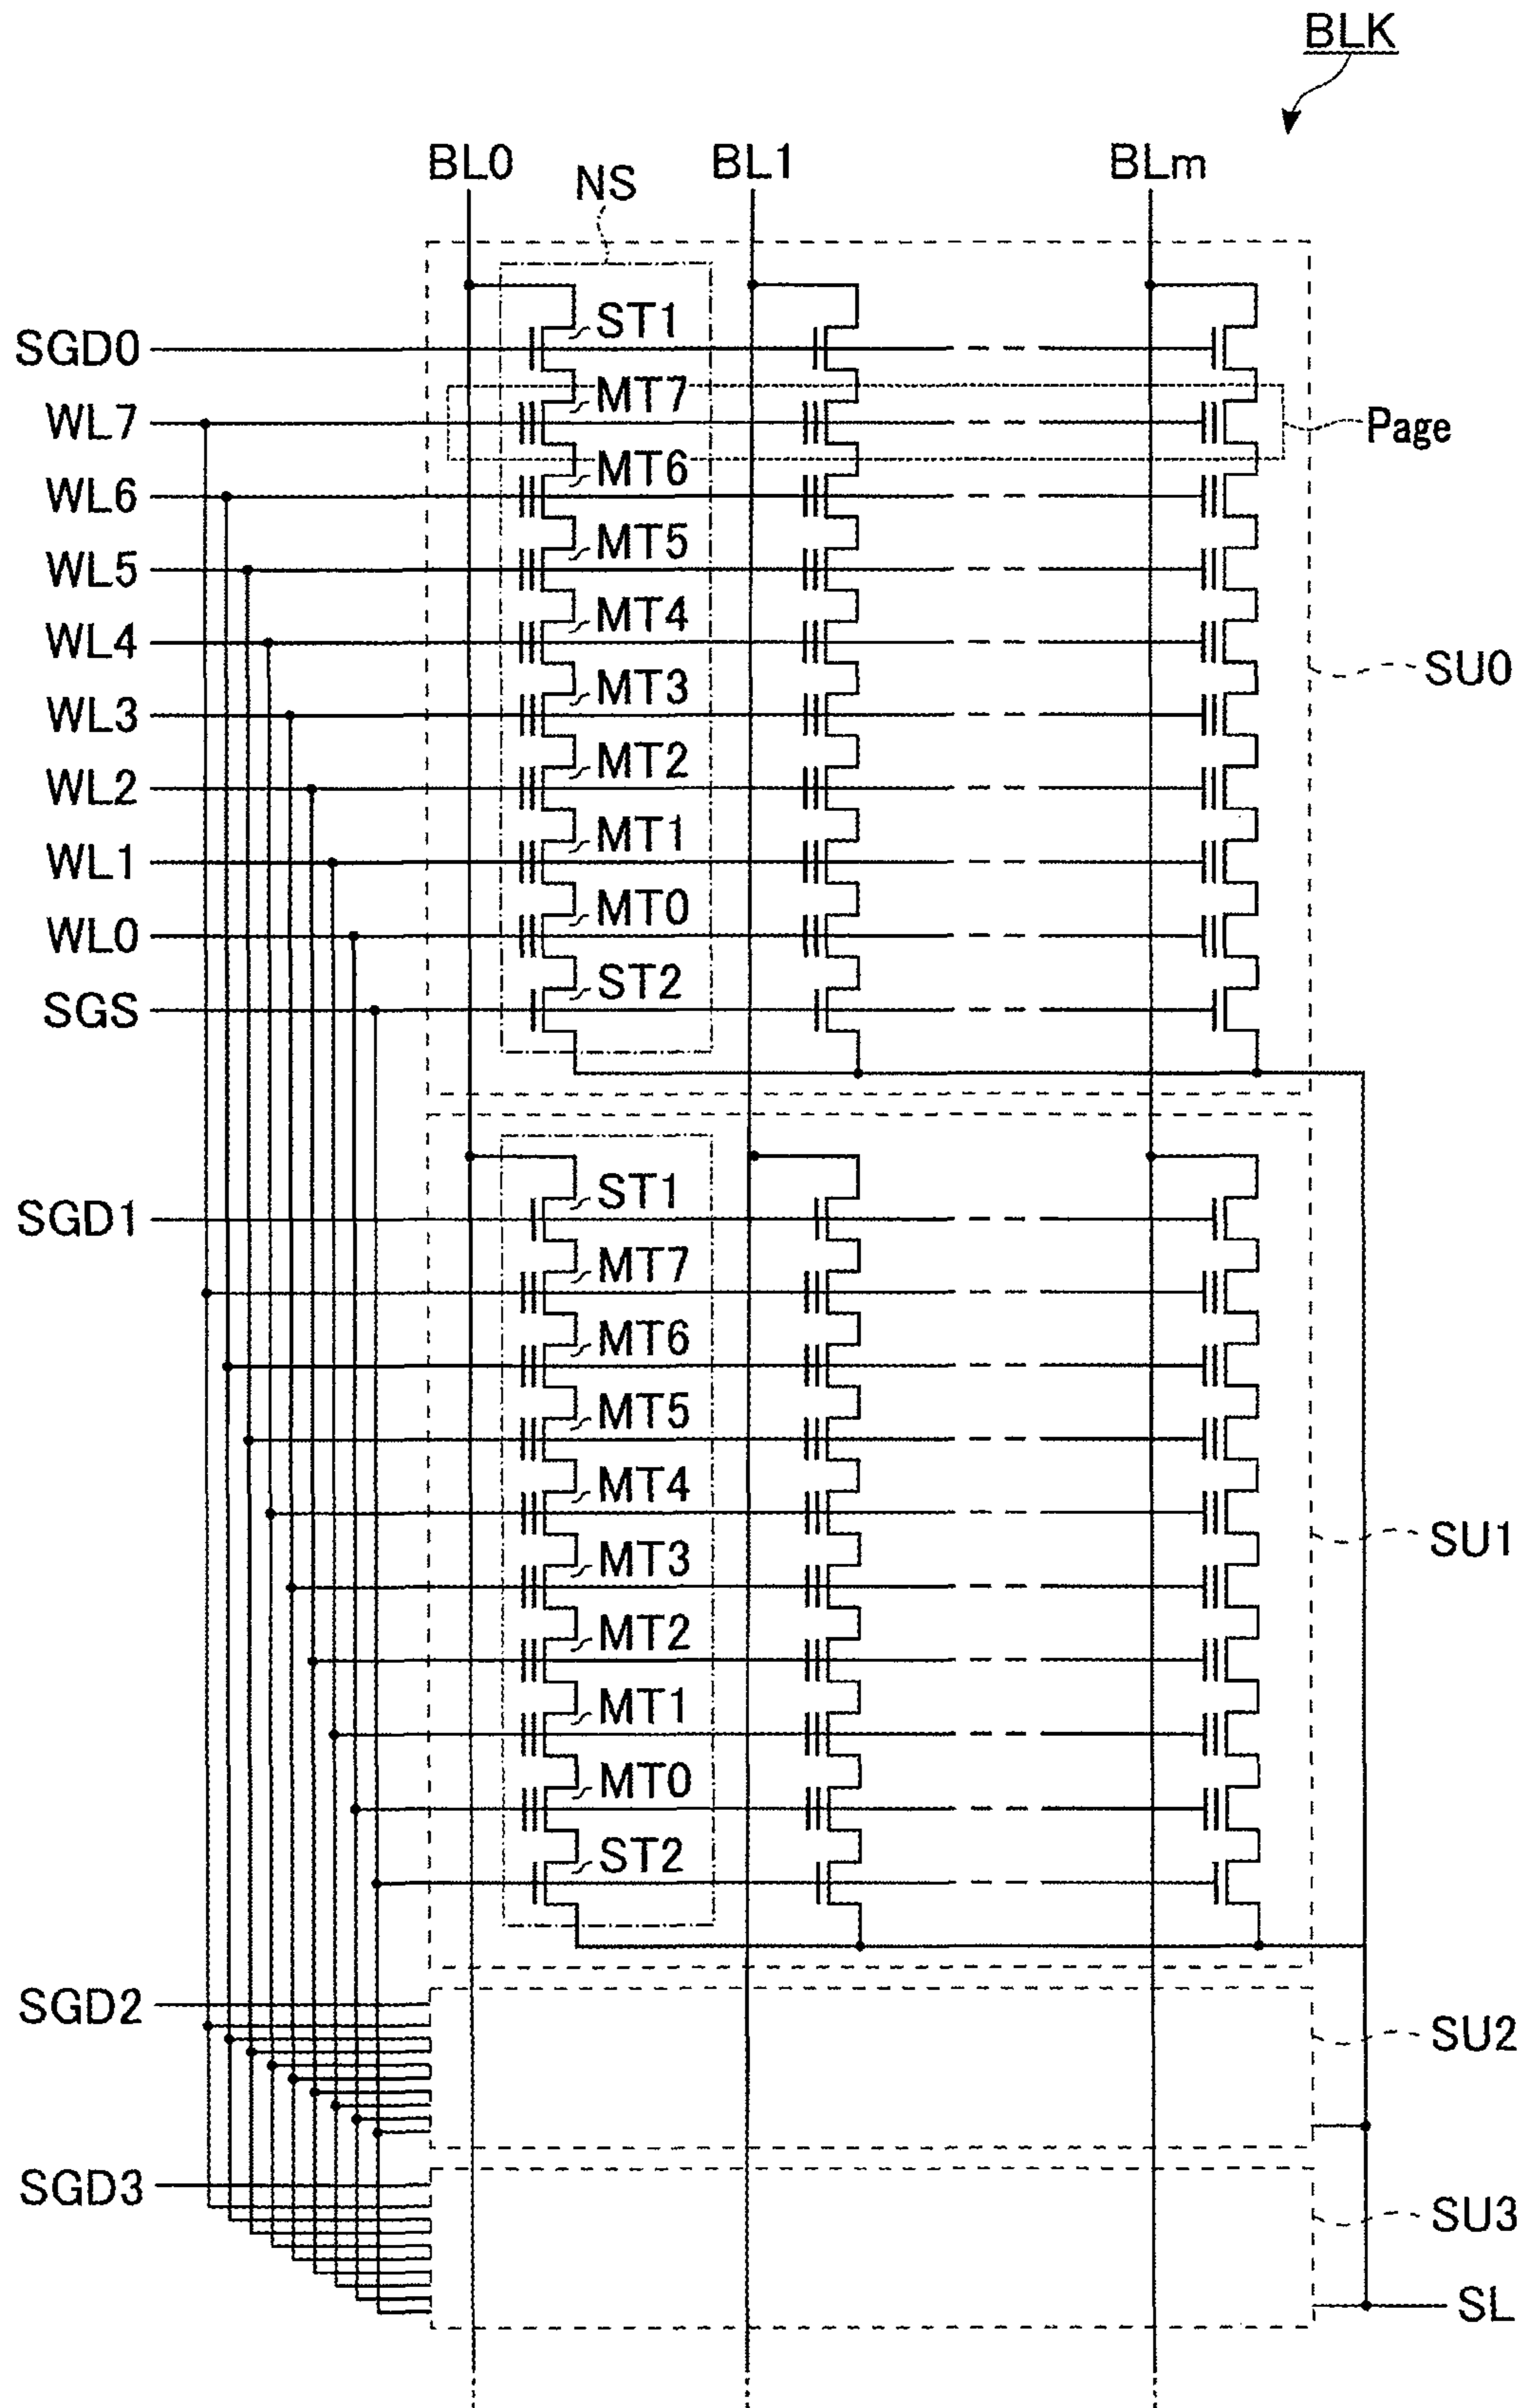 BLK
BL0 NS BL1 BLm
ST1
SGD0
MT7
WL7 Page
MT6
WL6
MT5
WL5
MT4
WL4 SU0
MT3
WL3
MT2
WL2
MT1
WL1
MT0
WL0
ST2
SGS
ST1
SGD1
MT7
MT6
MT5
MT4
SU1
MT3
MT2
MT1
MT0
ST2
SGD2
SU2
SGD3
SU3
SL